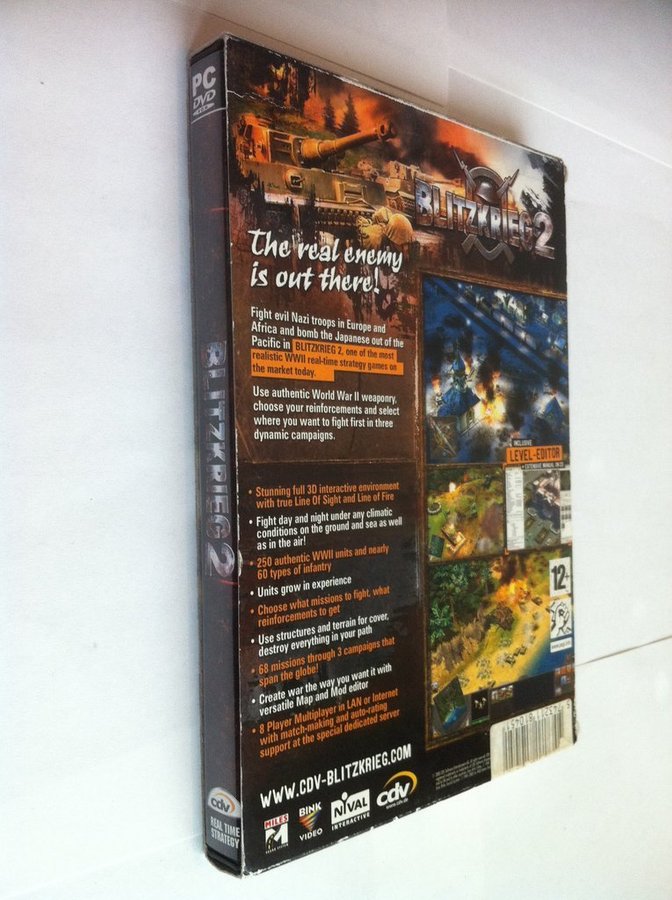 PC
DVD
BLITZKRIEG 2
cdv
REAL TIME
STRATEGY
BLITZKRIEG 2
The real enemy
is out there!
Fight evil Nazi troops in Europe and
Africa and bomb the Japanese out of the
Pacific in BLITZKRIEG 2, one of the most
realistic WWII real-time strategy games on
the market today.
Use authentic World War II weaponry,
choose your reinforcements and select
where you want to fight first in three
dynamic campaigns.
• Stunning full 3D interactive environment
with true Line Of Sight and Line of Fire
• Fight day and night under any climatic
conditions on the ground and sea as well
as in the air!
• 250 authentic WWII units and nearly
60 types of infantry
• Units grow in experience
• Choose what missions to fight, what
reinforcements to get
• Use structures and terrain for cover,
destroy everything in your path
• 68 missions through 3 campaigns that
span the globe!
• Create war the way you want it with
versatile Map and Mod editor
• 8 Player Multiplayer in LAN or Internet
with match-making and auto-rating
support at the special dedicated server
INCLUSIVE
LEVEL-EDITOR
+ EXTENSIVE MANUAL ON CD
12+
www.pegi.info
WWW.CDV-BLITZKRIEG.COM
MILES
BINK
VIDEO
NIVAL
INTERACTIVE
cdv
www.cdv.de